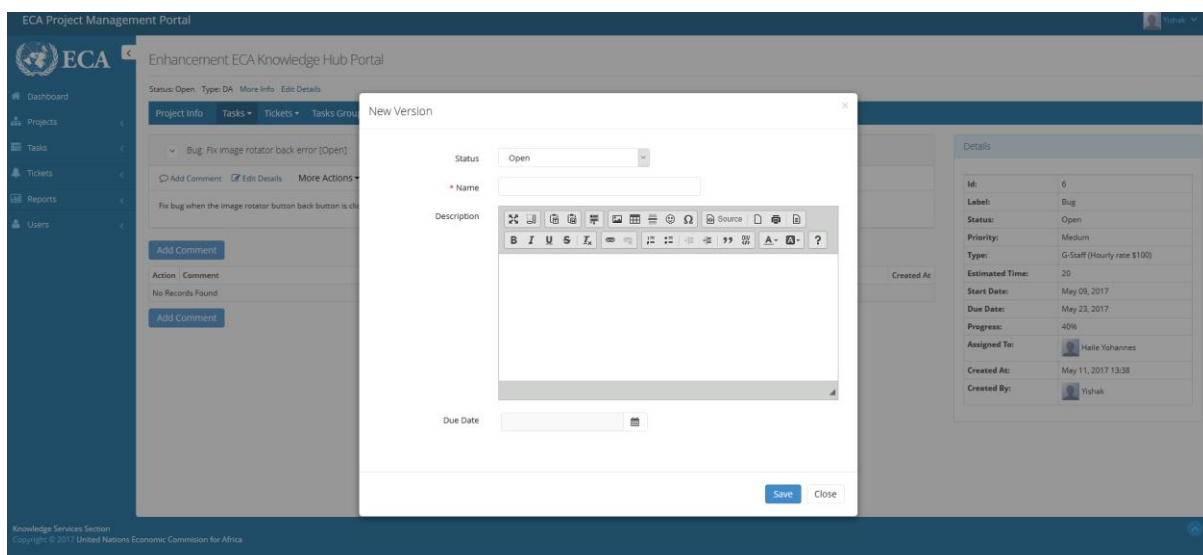 ECA Project Management Portal
Yishak
ECA
Enhancement ECA Knowledge Hub Portal
Status: Open Type: DA More Info Edit Details
Dashboard
Projects
Tasks
Tickets
Reports
Users
Project Info Tasks Tickets Tasks Grou
Bug: Fix image rotator back error [Open]
Add Comment Edit Details More Actions
Fix bug when the image rotator button back button is clic
Add Comment
Action Comment
Created At
No Records Found
Add Comment
New Version
×
Status Open
* Name
Description
Source
B I U S Ix
A A ?
Due Date
Save Close
Details
Id: 6
Label: Bug
Status: Open
Priority: Medium
Type: G-Staff (Hourly rate $100)
Estimated Time: 20
Start Date: May 09, 2017
Due Date: May 23, 2017
Progress: 40%
Assigned To: Haile Yohannes
Created At: May 11, 2017 13:38
Created By: Yishak
Knowledge Services Section
Copyright © 2017 United Nations Economic Commision for Africa